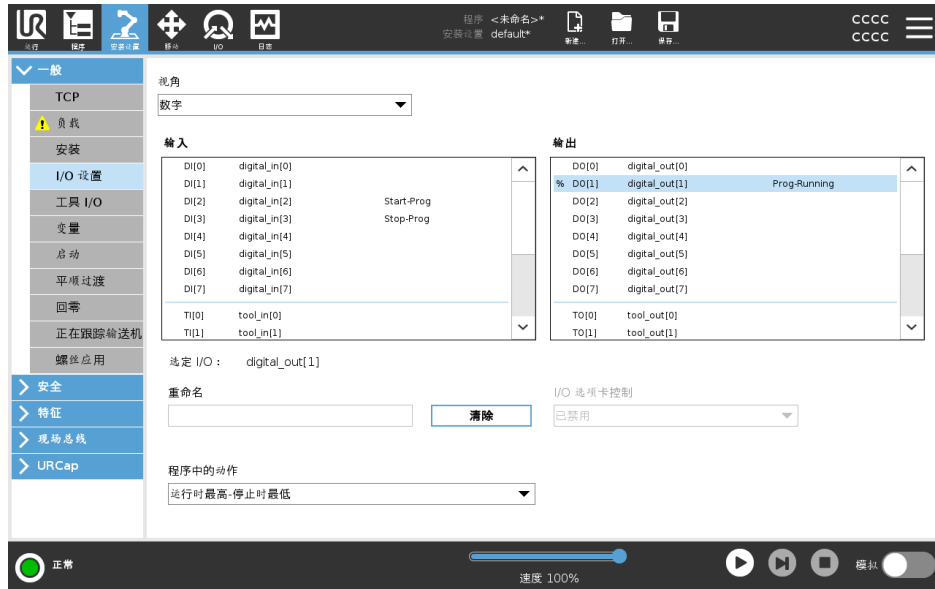 程序 <未命名>*
安装设置 default*
cccc
cccc
运行
程序
安装设置
移动
I/O
日志
新建...
打开...
保存...
一般
TCP
负载
安装
I/O 设置
工具 I/O
变量
启动
平顺过渡
回零
正在跟踪输送机
螺丝应用
安全
特征
现场总线
URCap
视角
数字
输入
DI[0] digital_in[0]
DI[1] digital_in[1]
DI[2] digital_in[2] Start-Prog
DI[3] digital_in[3] Stop-Prog
DI[4] digital_in[4]
DI[5] digital_in[5]
DI[6] digital_in[6]
DI[7] digital_in[7]
TI[0] tool_in[0]
TI[1] tool_in[1]
输出
DO[0] digital_out[0]
% DO[1] digital_out[1] Prog-Running
DO[2] digital_out[2]
DO[3] digital_out[3]
DO[4] digital_out[4]
DO[5] digital_out[5]
DO[6] digital_out[6]
DO[7] digital_out[7]
TO[0] tool_out[0]
TO[1] tool_out[1]
选定 I/O： digital_out[1]
重命名
清除
I/O 选项卡控制
已禁用
程序中的动作
运行时最高-停止时最低
正常
速度 100%
模拟